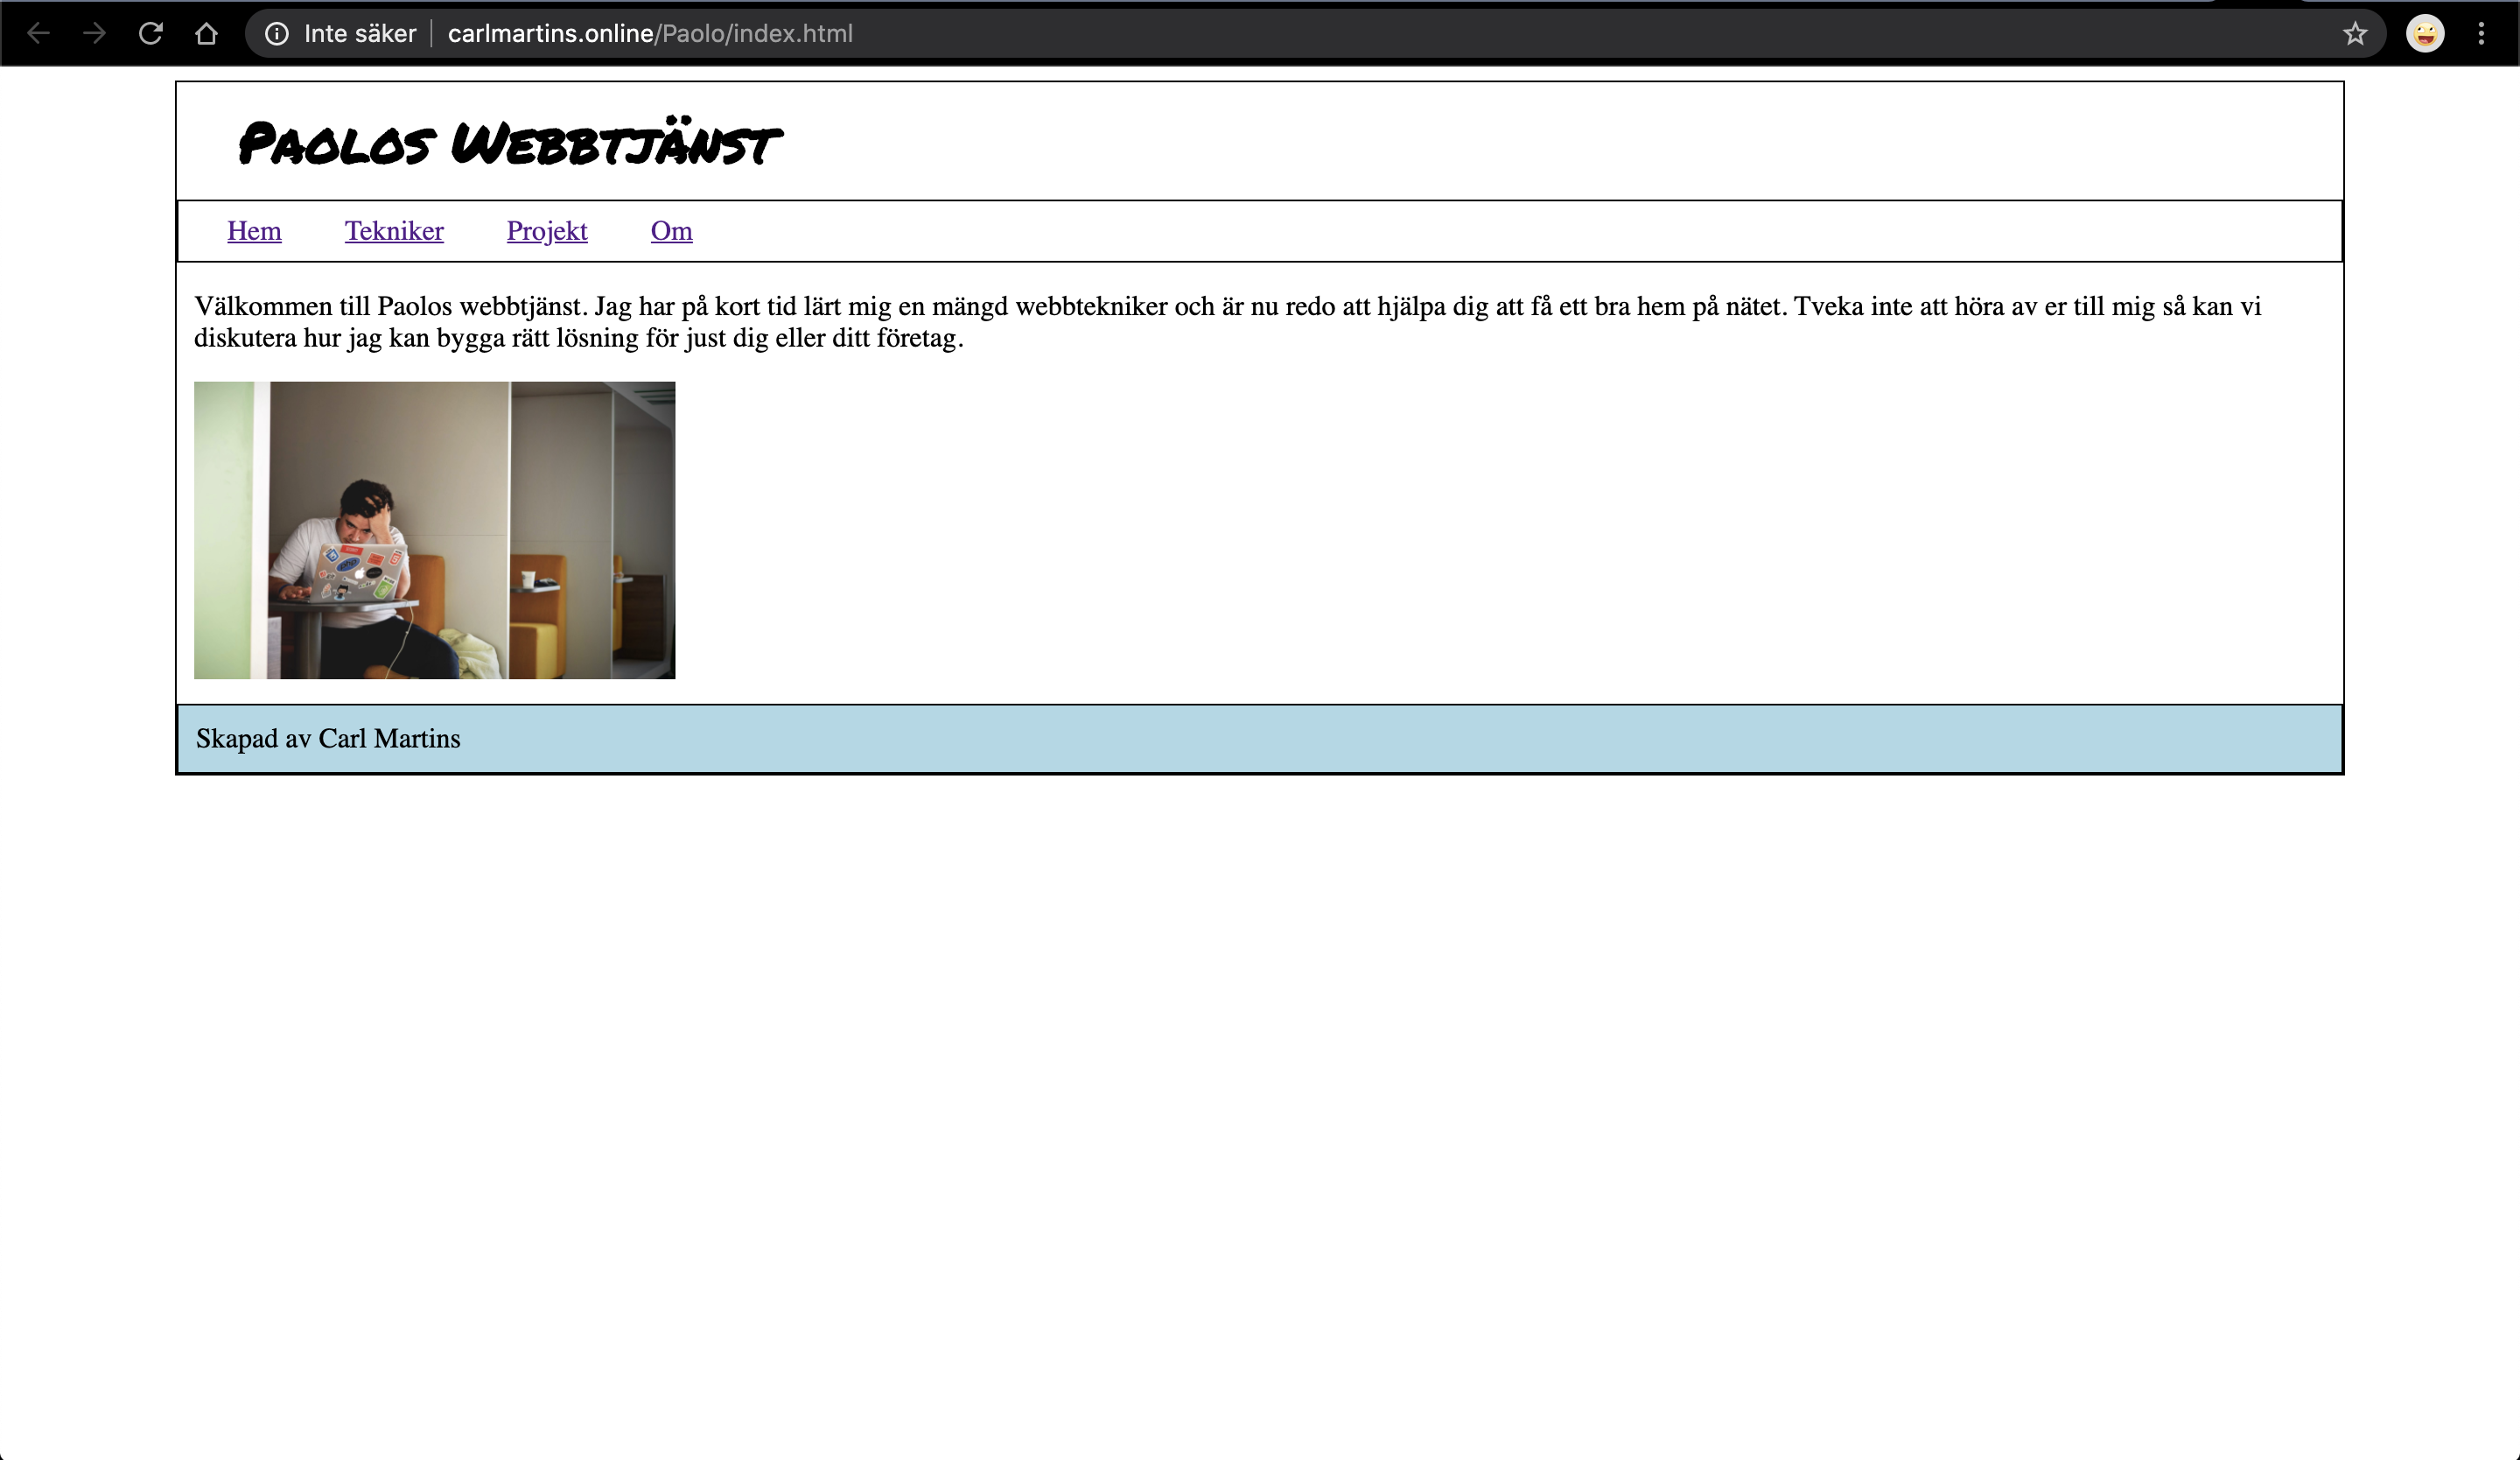 Inte säker carlmartins.online/Paolo/index.html
Paolos Webbtjänst
Hem Tekniker Projekt Om
Välkommen till Paolos webbtjänst. Jag har på kort tid lärt mig en mängd webbtekniker och är nu redo att hjälpa dig att få ett bra hem på nätet. Tveka inte att höra av er till mig så kan vi
diskutera hur jag kan bygga rätt lösning för just dig eller ditt företag.
Skapad av Carl Martins